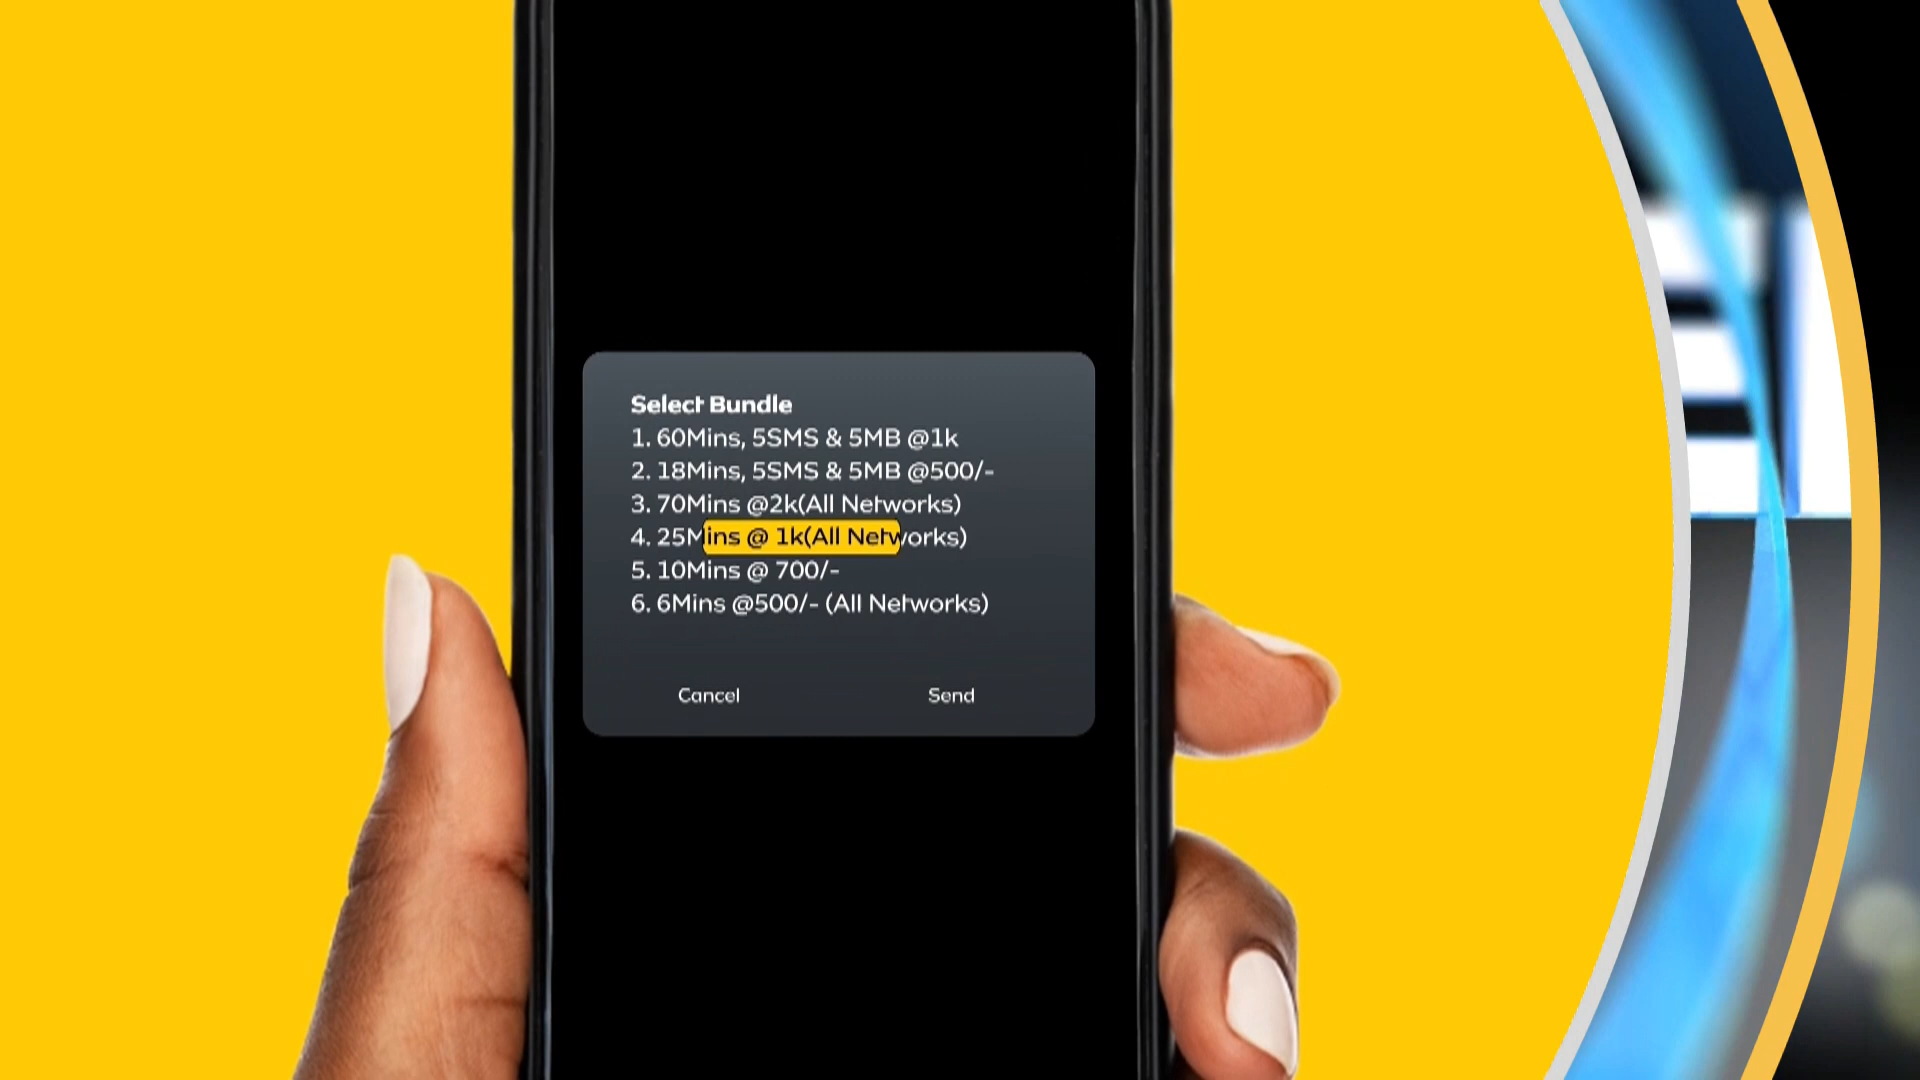 Select Bundle
1. 60Mins, 5SMS & 5MB @1k
2. 18Mins, 5SMS & 5MB @500/-
3. 70Mins @2k(All Networks)
4. 25Mins @ 1k(All Networks)
5. 10Mins @ 700/-
6. 6Mins @500/- (All Networks)
Cancel
Send